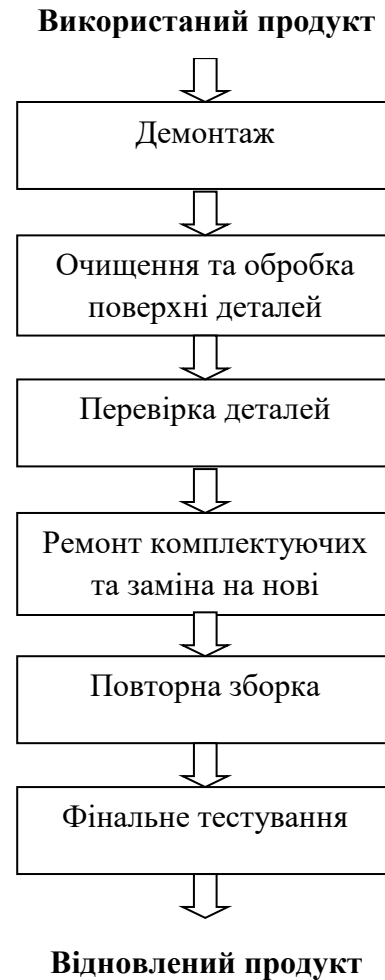 Використаний продукт
Демонтаж
Очищення та обробка
поверхні деталей
Перевірка деталей
Ремонт комплектуючих
та заміна на нові
Повторна зборка
Фінальне тестування
Відновлений продукт